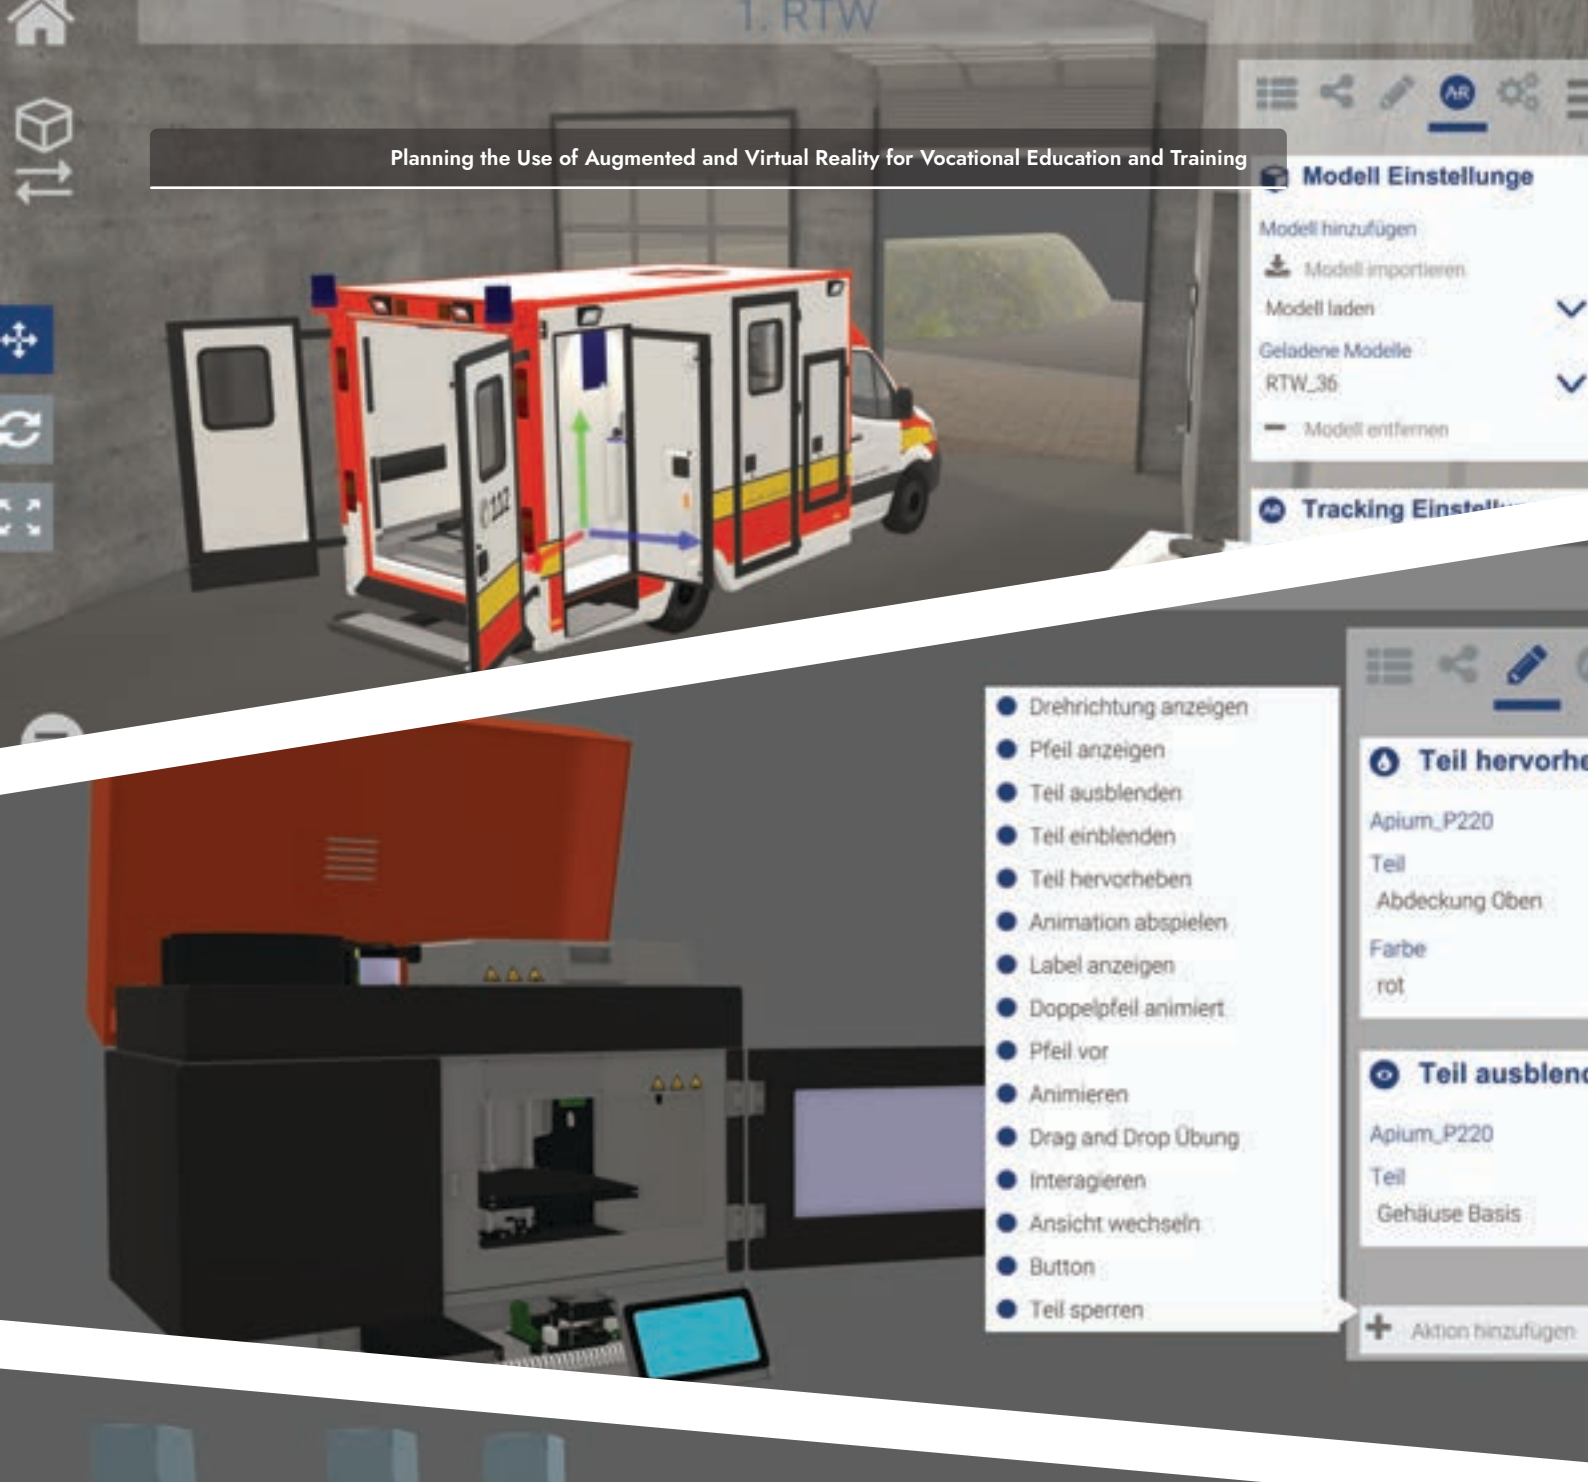 1. RTW
Planning the Use of Augmented and Virtual Reality for Vocational Education and Training
AR
Modell Einstellunge
Modell hinzufügen
Modell importieren
Modell laden
Geladene Modelle
RTW_36
Modell entfernen
AR
Tracking Einstellu
112
Drehrichtung anzeigen
Pfeil anzeigen
Teil ausblenden
Teil einblenden
Teil hervorheben
Animation abspielen
Label anzeigen
Doppelpfeil animiert
Pfeil vor
Animieren
Drag and Drop Übung
Interagieren
Ansicht wechseln
Button
Teil sperren
Teil hervorhe
Apium_P220
Teil
Abdeckung Oben
Farbe
rot
Teil ausblend
Apium_P220
Teil
Gehäuse Basis
Aktion hinzufügen